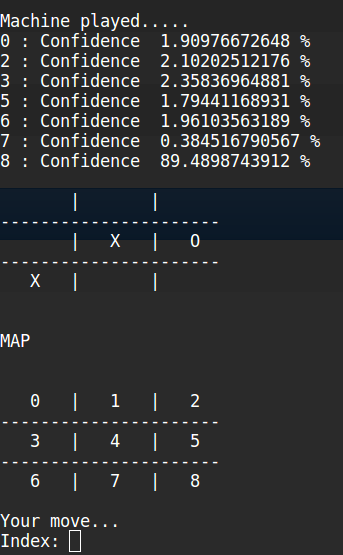 Machine played.....
0 : Confidence  1.90976672648 %
2 : Confidence  2.10202512176 %
3 : Confidence  2.35836964881 %
5 : Confidence  1.79441168931 %
6 : Confidence  1.96103563189 %
7 : Confidence  0.384516790567 %
8 : Confidence  89.4898743912 %
       |       |
----------------------
       |   X   |   O
----------------------
   X   |       |
MAP
   0   |   1   |   2
----------------------
   3   |   4   |   5
----------------------
   6   |   7   |   8
Your move...
Index: